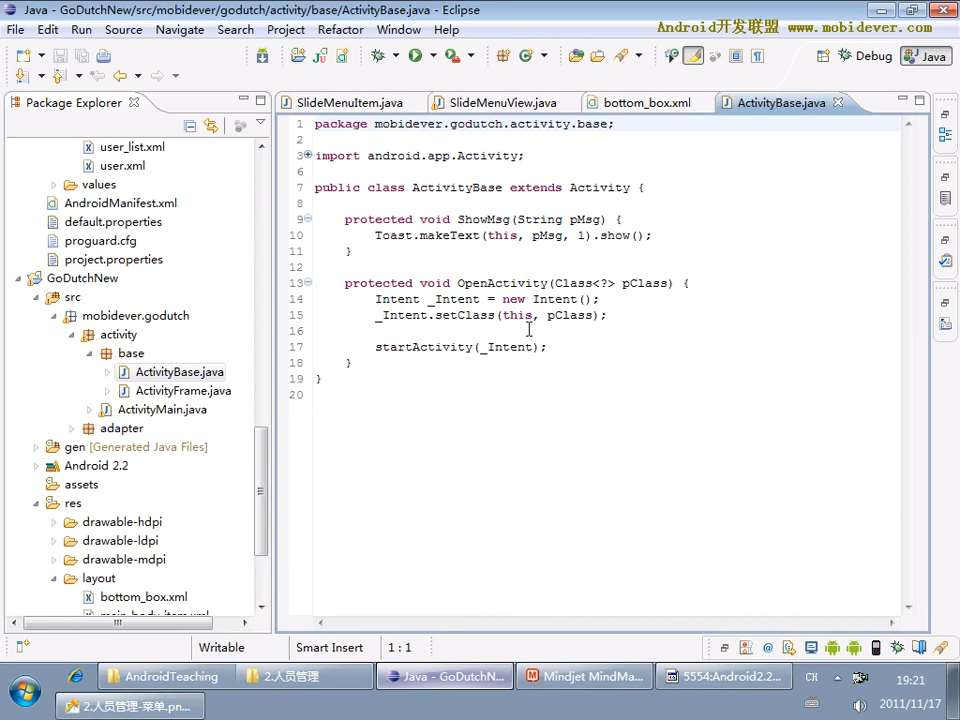 Java - GoDutchNew/src/mobidever/godutch/activity/base/ActivityBase.java - Eclipse
File Edit Run Source Navigate Search Project Refactor Window Help
Android开发联盟 www.mobidever.com
Debug Java
Package Explorer
SlideMenuItem.java SlideMenuView.java bottom_box.xml ActivityBase.java
user_list.xml
user.xml
values
AndroidManifest.xml
default.properties
proguard.cfg
project.properties
GoDutchNew
src
mobidever.godutch
activity
base
ActivityBase.java
ActivityFrame.java
ActivityMain.java
adapter
gen [Generated Java Files]
Android 2.2
assets
res
drawable-hdpi
drawable-ldpi
drawable-mdpi
layout
bottom_box.xml
1 package mobidever.godutch.activity.base;
2
3 import android.app.Activity;
6
7 public class ActivityBase extends Activity {
8
9 protected void ShowMsg(String pMsg) {
10 Toast.makeText(this, pMsg, 1).show();
11 }
12
13 protected void OpenActivity(Class<?> pClass) {
14 Intent _Intent = new Intent();
15 _Intent.setClass(this, pClass);
16
17 startActivity(_Intent);
18 }
19 }
20
Writable Smart Insert 1 : 1
AndroidTeaching 2.人员管理 Java - GoDutchN... Mindjet MindMa... 5554:Android2.2... CH 19:21
2.人员管理-菜单.pn... 2011/11/17